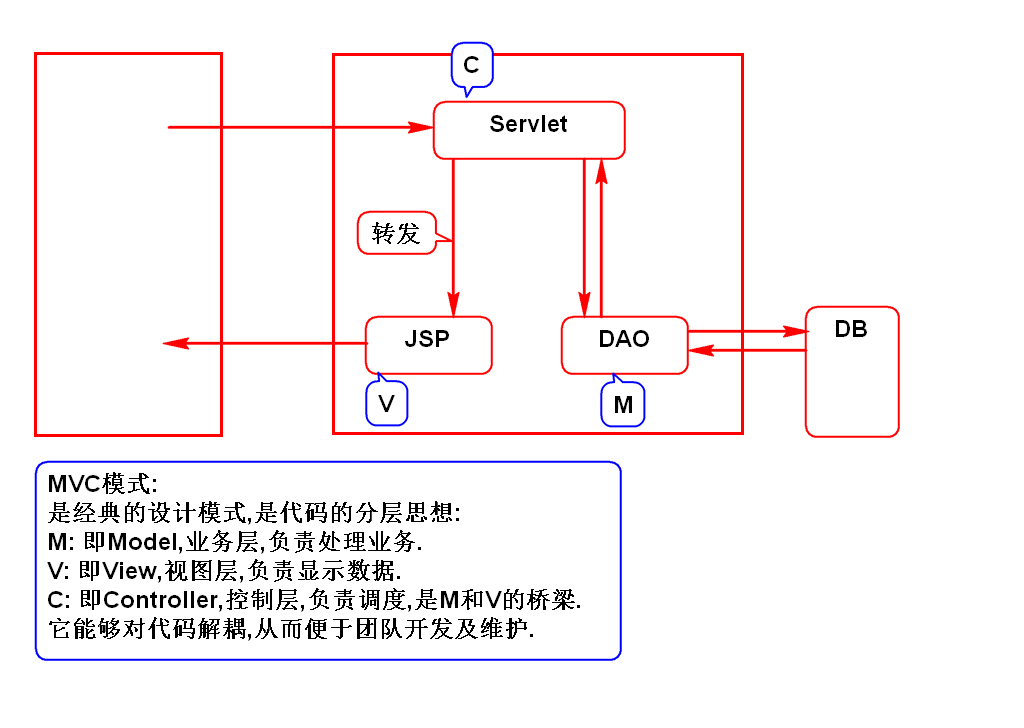 C
Servlet
转发
JSP
DAO
DB
V
M
MVC模式:
是经典的设计模式,是代码的分层思想:
M: 即Model,业务层,负责处理业务.
V: 即View,视图层,负责显示数据.
C: 即Controller,控制层,负责调度,是M和V的桥梁.
它能够对代码解耦,从而便于团队开发及维护.